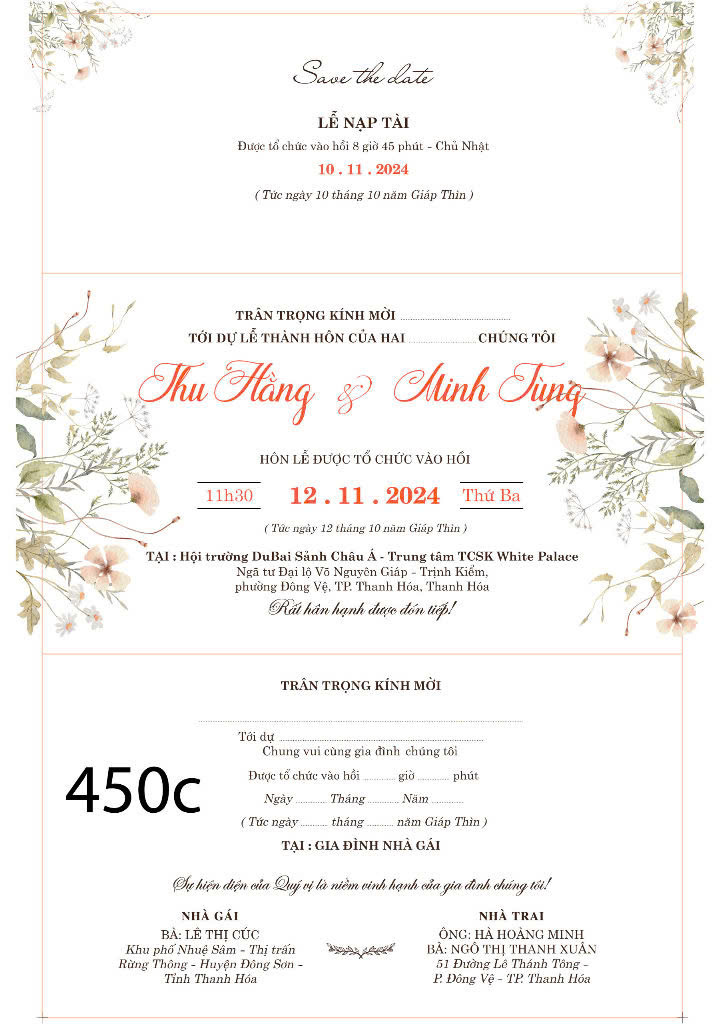 Save the date
LỄ NẠP TÀI
Được tổ chức vào hồi 8 giờ 45 phút - Chủ Nhật
10 . 11 . 2024
( Tức ngày 10 tháng 10 năm Giáp Thìn )
TRÂN TRỌNG KÍNH MỜI ........................................
TỚI DỰ LỄ THÀNH HÔN CỦA HAI ........................ CHÚNG TÔI
Thu Hằng & Minh Tùng
HÔN LỄ ĐƯỢC TỔ CHỨC VÀO HỒI
11h30 12 . 11 . 2024 Thứ Ba
( Tức ngày 12 tháng 10 năm Giáp Thìn )
TẠI : Hội trường DuBai Sảnh Châu Á - Trung tâm TCSK White Palace
Ngã tư Đại lộ Võ Nguyên Giáp - Trịnh Kiểm,
phường Đông Vệ, TP. Thanh Hóa, Thanh Hóa
Rất hân hạnh được đón tiếp!
TRÂN TRỌNG KÍNH MỜI
................................................................................
Tới dự ............................................................
Chung vui cùng gia đình chúng tôi
Được tổ chức vào hồi ............ giờ ............ phút
Ngày ............ Tháng ............ Năm ............
( Tức ngày .......... tháng .......... năm Giáp Thìn )
TẠI : GIA ĐÌNH NHÀ GÁI
450c
Sự hiện diện của Quý vị là niềm vinh hạnh của gia đình chúng tôi!
NHÀ GÁI
BÀ: LÊ THỊ CÚC
Khu phố Nhuệ Sâm - Thị trấn
Rừng Thông - Huyện Đông Sơn -
Tỉnh Thanh Hóa
NHÀ TRAI
ÔNG: HÀ HOÀNG MINH
BÀ: NGÔ THỊ THANH XUÂN
51 Đường Lê Thánh Tông -
P. Đông Vệ - TP. Thanh Hóa